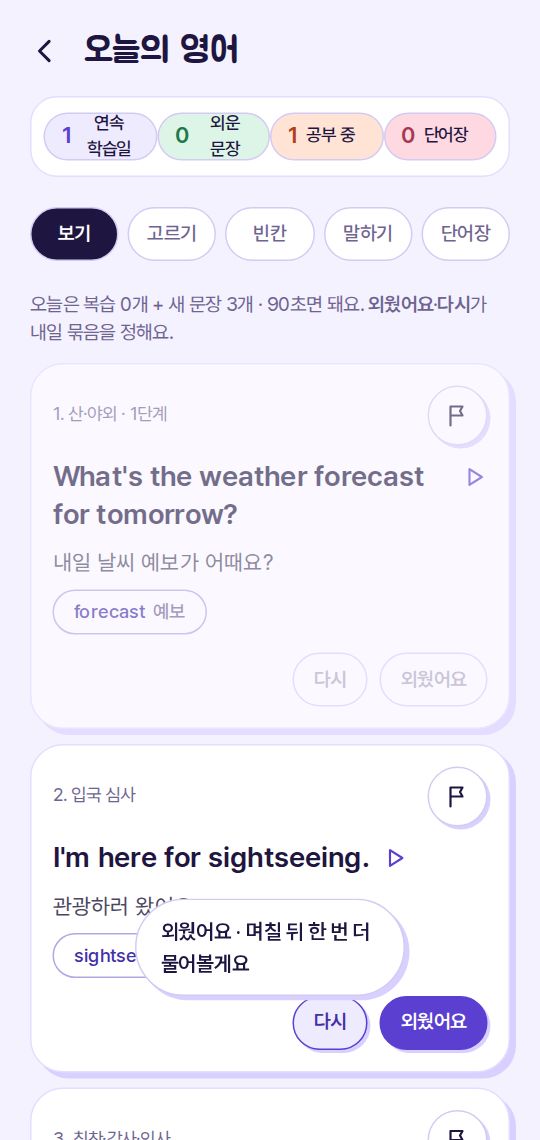 오늘의 영어
1 연속 학습일
0 외운 문장
1 공부 중
0 단어장
보기 고르기 빈칸 말하기 단어장
오늘은 복습 0개 + 새 문장 3개 · 90초면 돼요. 외웠어요·다시가
내일 묶음을 정해요.
1. 산·야외 · 1단계
What's the weather forecast
for tomorrow?
내일 날씨 예보가 어때요?
forecast 예보
다시 외웠어요
2. 입국 심사
I'm here for sightseeing.
관광하러
외웠어요 · 며칠 뒤 한 번 더
물어볼게요
다시 외웠어요
3.